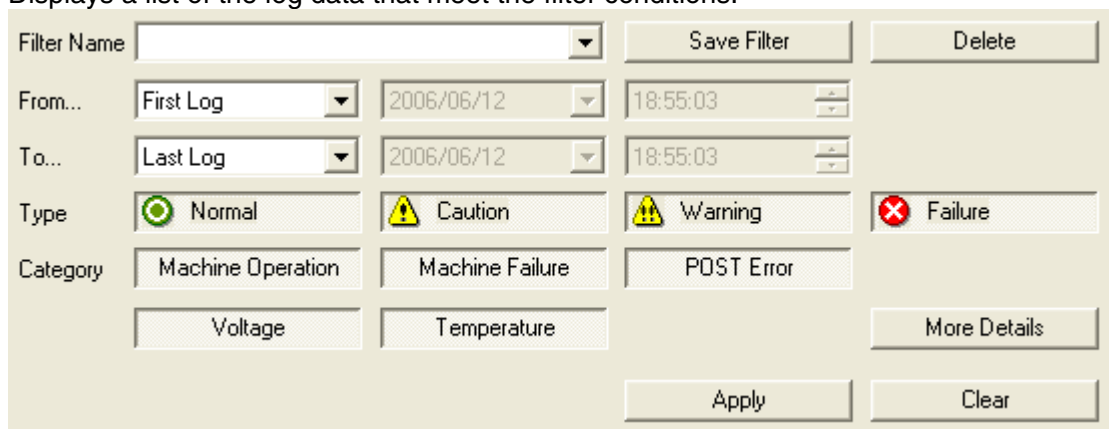 Displays a list of the log data that meet the filter conditions.
Filter Name Save Filter Delete
From... First Log 2006/06/12 18:55:03
To... Last Log 2006/06/12 18:55:03
Type Normal Caution Warning Failure
Category Machine Operation Machine Failure POST Error
Voltage Temperature More Details
Apply Clear